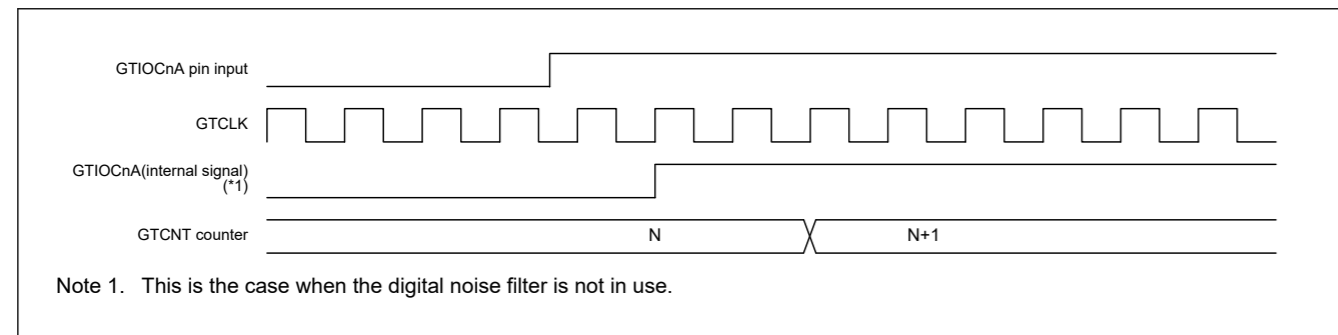 GTIOCnA pin input
GTCLK
GTIOCnA(internal signal)
(*1)
GTCNT counter
N
N+1
Note 1. This is the case when the digital noise filter is not in use.